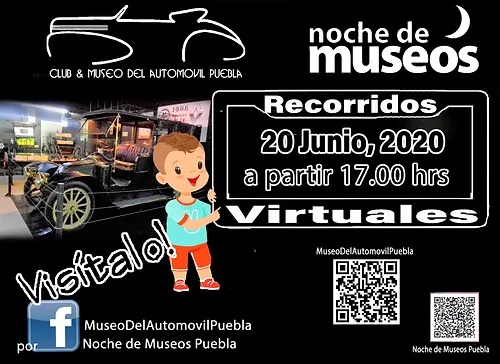 CLUB & MUSEO DEL AUTOMOVIL PUEBLA
noche de
museos
Recorridos
20 Junio, 2020
a partir 17.00 hrs
Virtuales
1908
Visítalo!
MuseoDelAutomovilPuebla
Noche de Museos Puebla
por
f
MuseoDelAutomovilPuebla
Noche de Museos Puebla